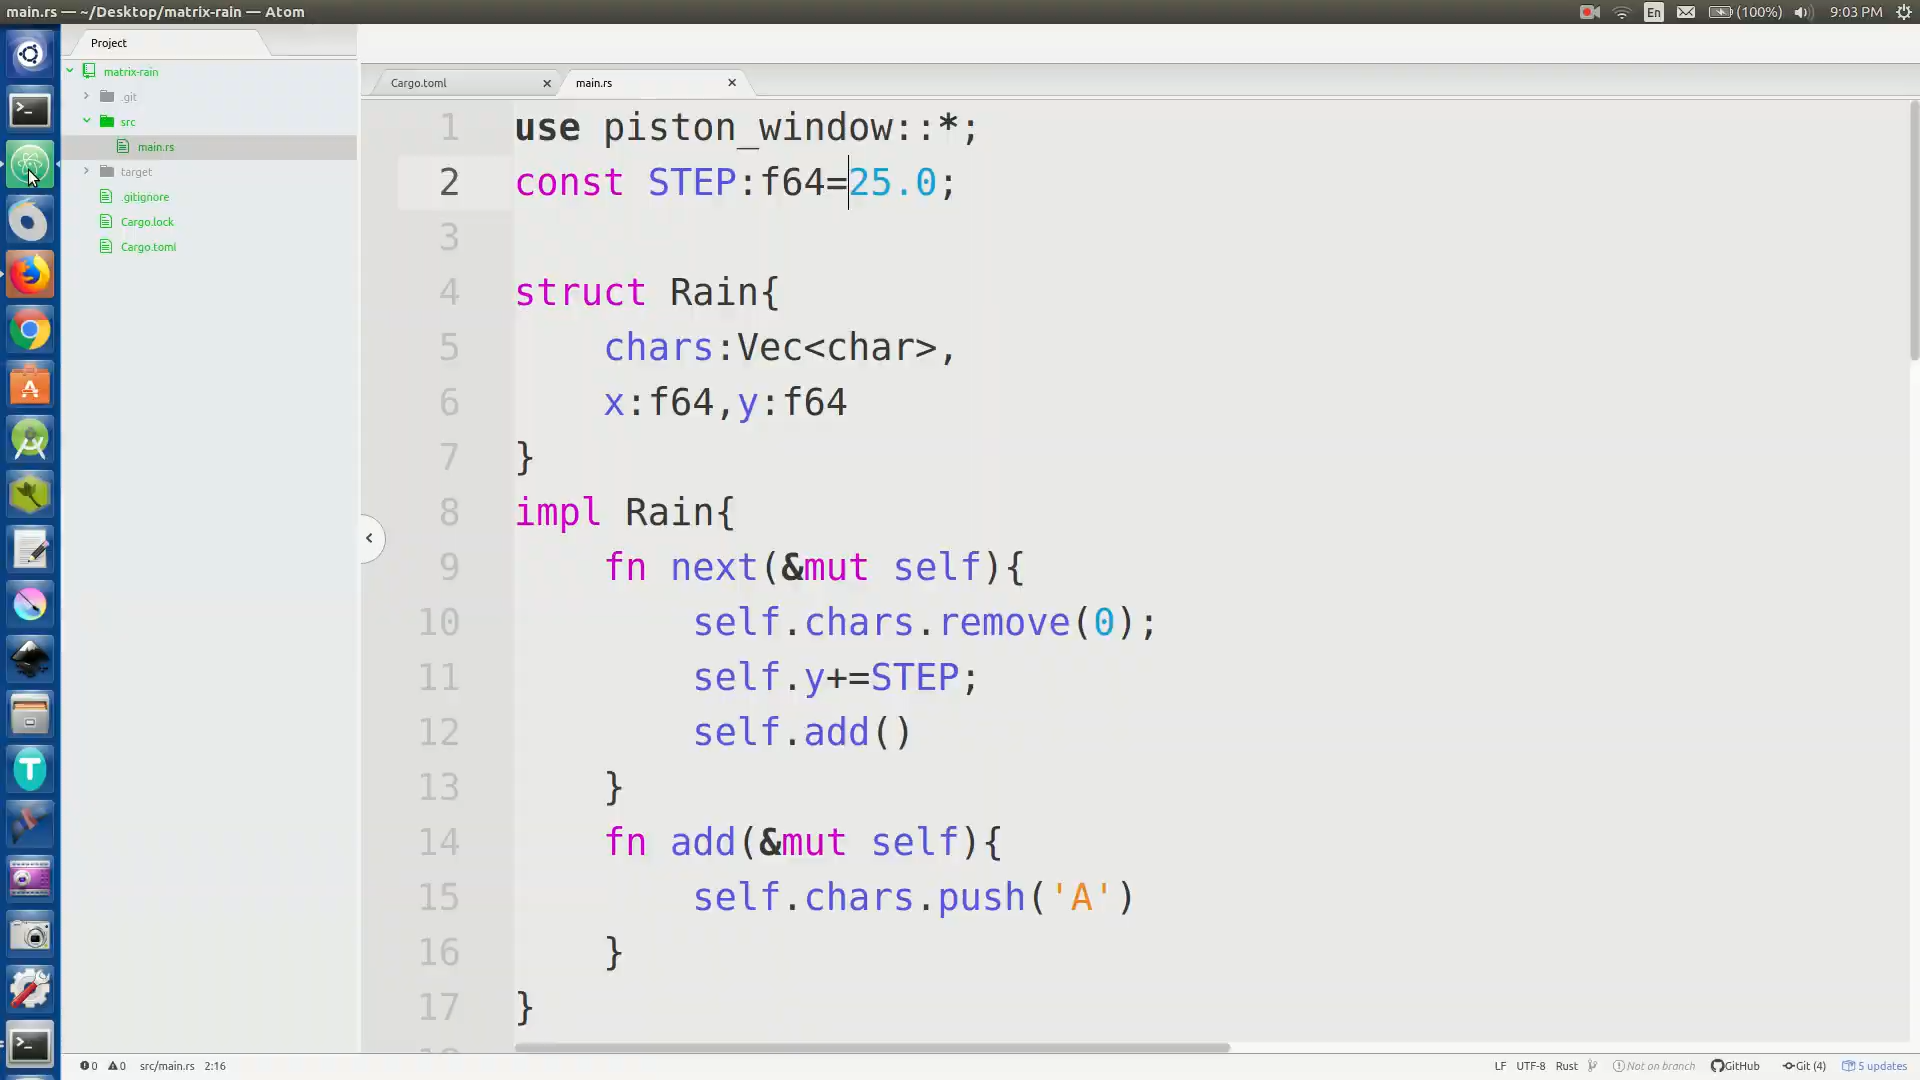 main.rs — ~/Desktop/matrix-rain — Atom
En
(100%)
9:03 PM
Project
matrix-rain
.git
src
main.rs
target
.gitignore
Cargo.lock
Cargo.toml
Cargo.toml
main.rs
1 use piston_window::*;
2 const STEP:f64=25.0;
3
4 struct Rain{
5 chars:Vec<char>,
6 x:f64,y:f64
7 }
8 impl Rain{
9 fn next(&mut self){
10 self.chars.remove(0);
11 self.y+=STEP;
12 self.add()
13 }
14 fn add(&mut self){
15 self.chars.push('A')
16 }
17 }
0 0 src/main.rs 2:16
LF UTF-8 Rust Not on branch GitHub Git (4) 5 updates